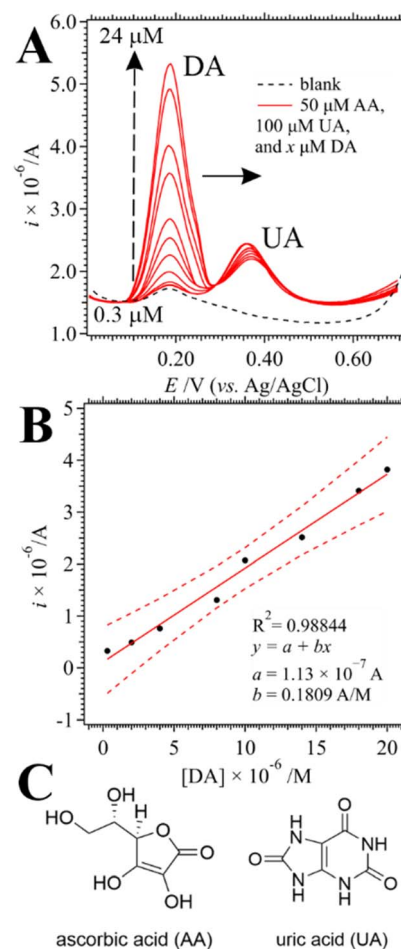 A
6.0
5.0
4.0
3.0
2.0
1.0
i × 10⁻⁶/A
24 μM
DA
blank
50 μM AA,
100 μM UA,
and x μM DA
UA
0.3 μM
0.20 0.40 0.60
E /V (vs. Ag/AgCl)
B
5
4
3
2
1
0
-1
i × 10⁻⁶/A
R² = 0.98844
y = a + bx
a = 1.13 × 10⁻⁷ A
b = 0.1809 A/M
0 5 10 15 20
[DA] × 10⁻⁶ /M
C
OH
HO
H
O
O
HO
OH
ascorbic acid (AA)
O
H
N
NH
O
N
H
N
H
O
uric acid (UA)